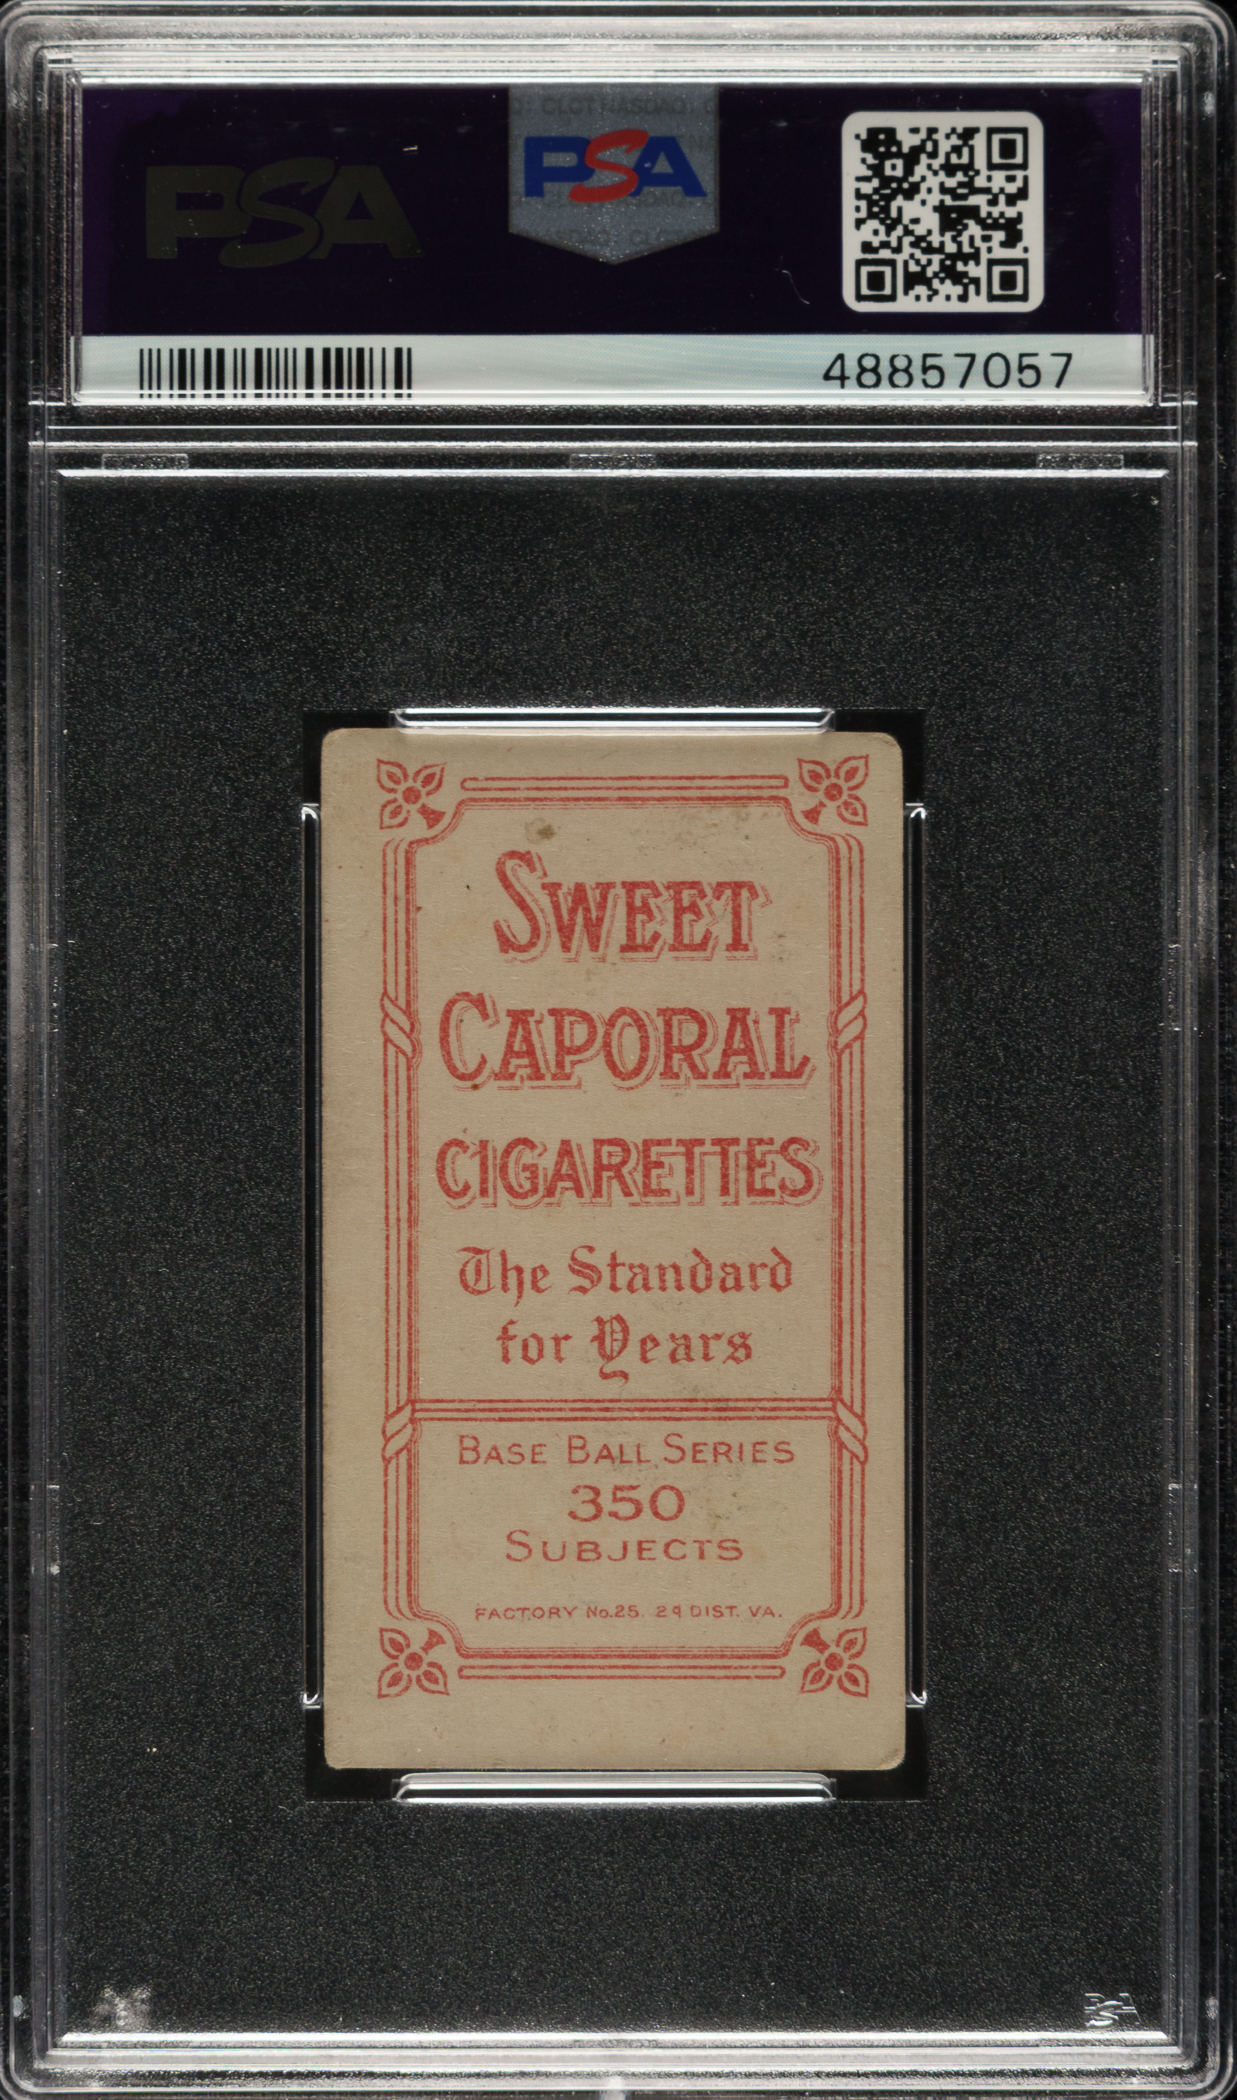 PSA
PSA
48857057
SWEET
CAPORAL
CIGARETTES
The Standard
for Years
BASE BALL SERIES
350
SUBJECTS
FACTORY No. 25. 2d DIST. VA.
PSA